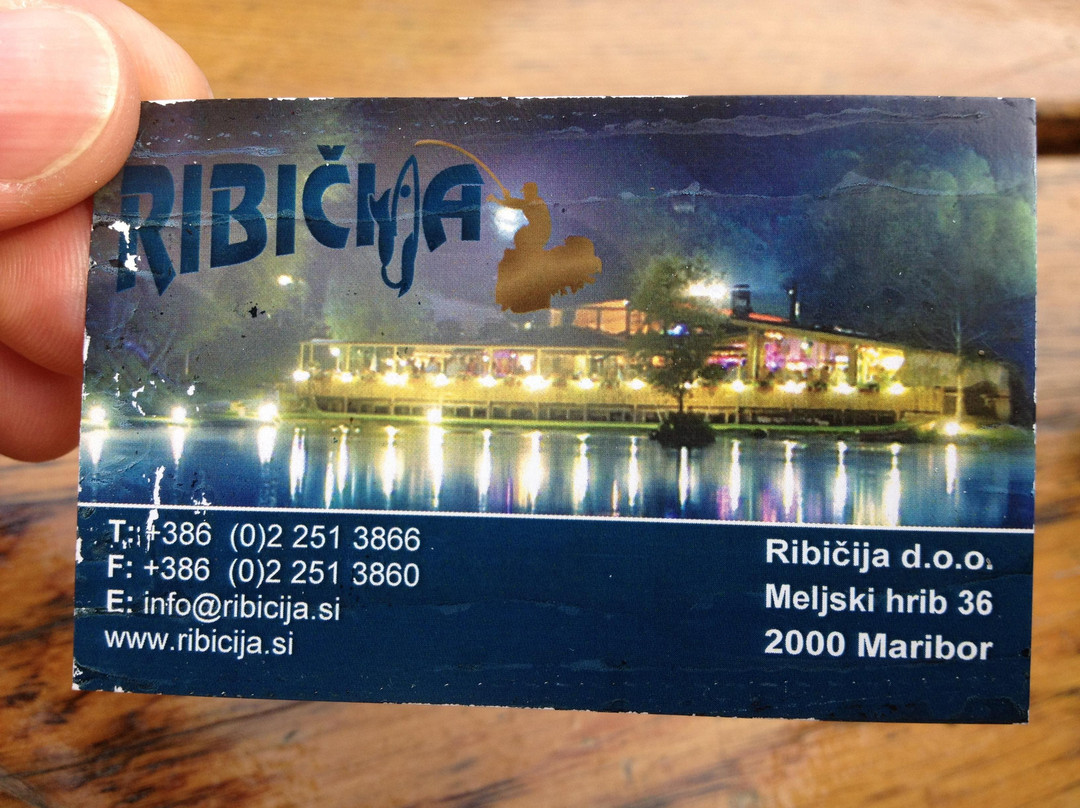 RIBIČIJA
T.: +386 (0)2 251 3866
F: +386 (0)2 251 3860
E: info@ribicija.si
www.ribicija.si
Ribičija d.o.o.
Meljski hrib 36
2000 Maribor